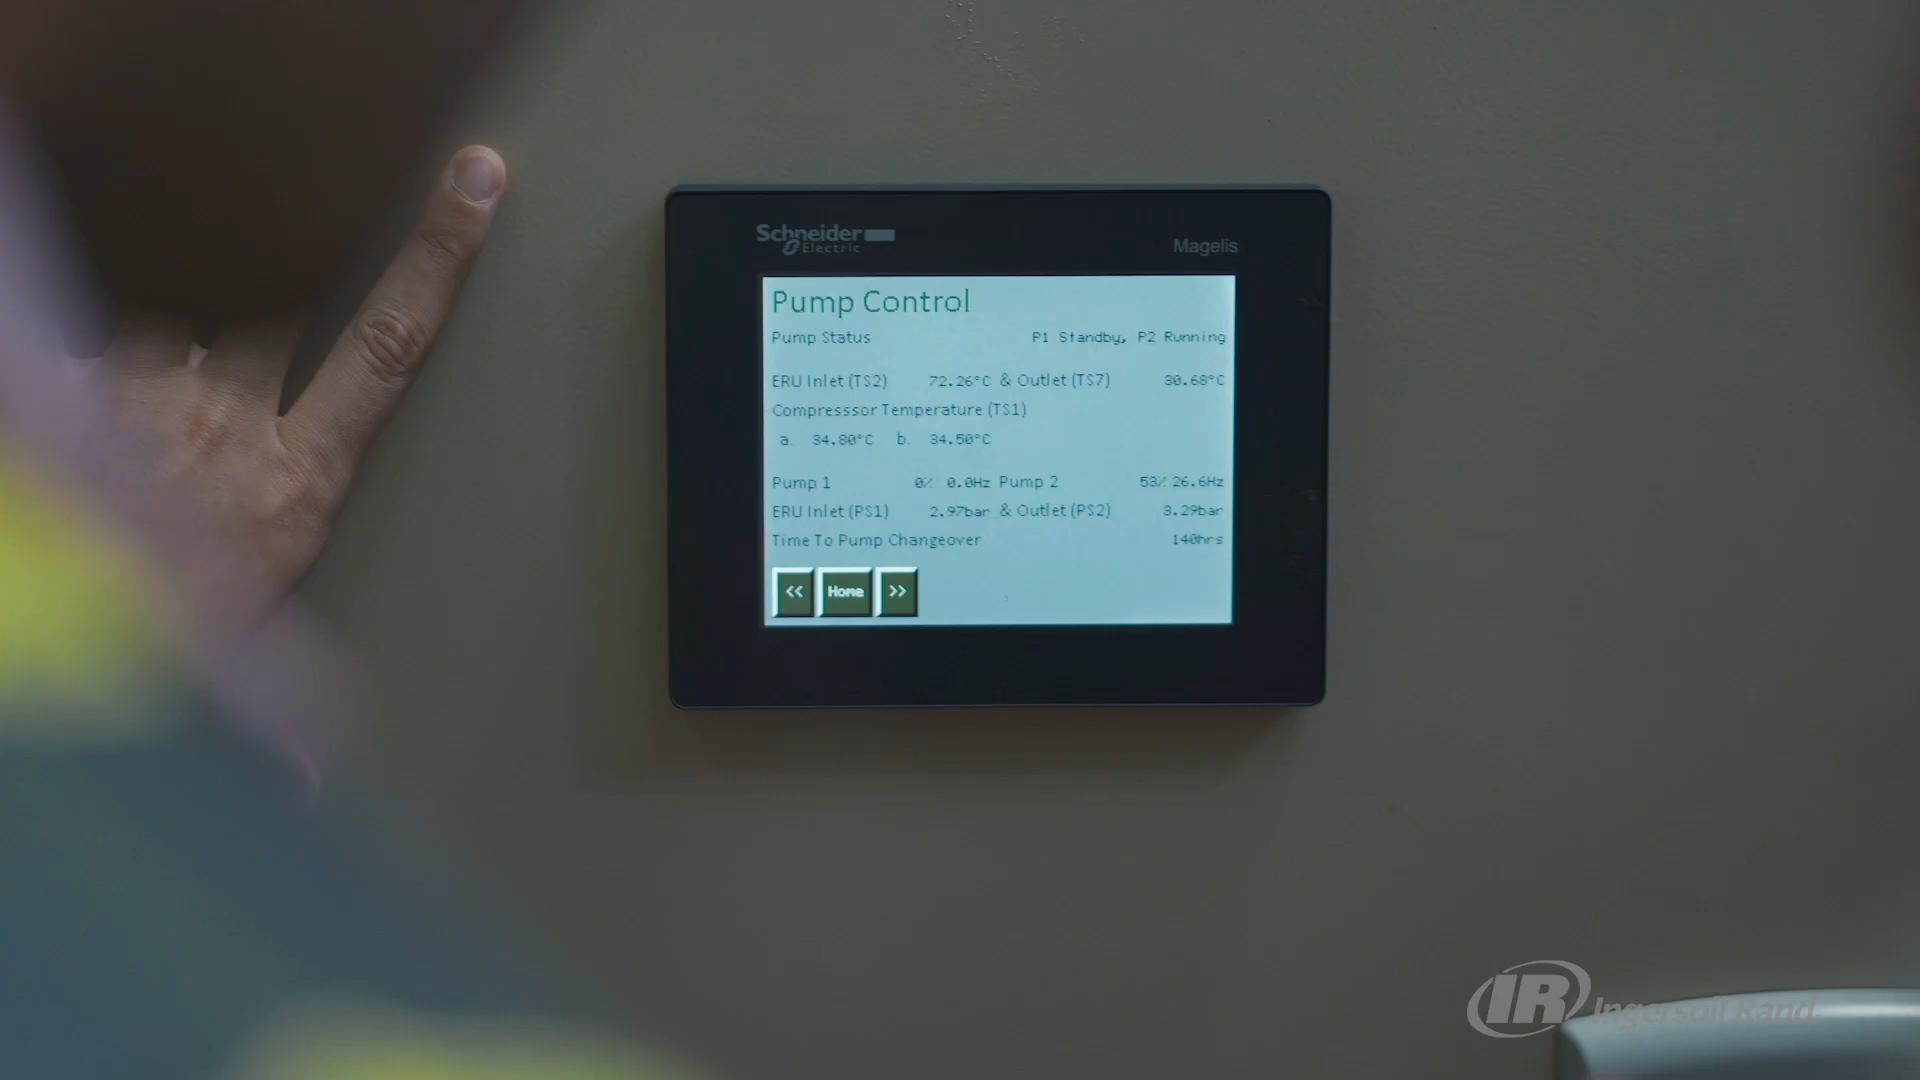 Schneider
Electric
Magelis
Pump Control
Pump Status P1 Standby, P2 Running
ERU Inlet (TS2) 72.26°C & Outlet (TS7) 30.68°C
Compresssor Temperature (TS1)
a. 34.80°C b. 34.50°C
Pump 1 0% 0.0Hz Pump 2 53% 26.6Hz
ERU Inlet (PS1) 2.97bar & Outlet (PS2) 3.29bar
Time To Pump Changeover 140hrs
<< Home >>
IR Ingersoll Rand